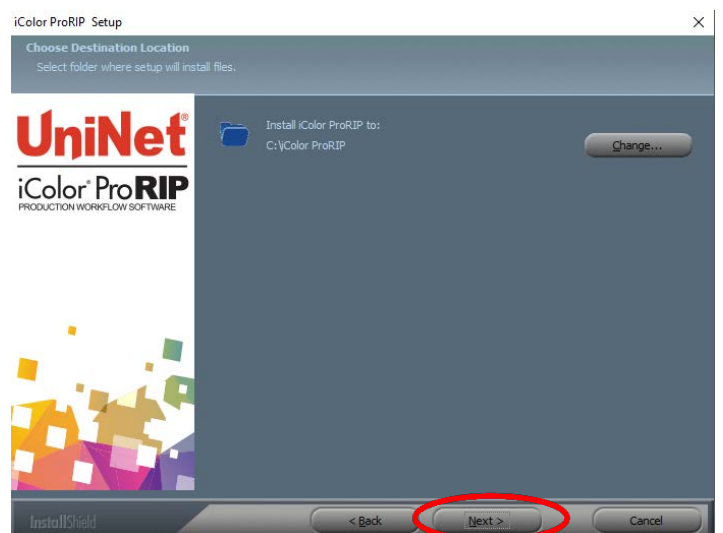 iColor ProRIP Setup
Choose Destination Location
Select folder where setup will install files.
UniNet®
iColor® ProRIP
PRODUCTION WORKFLOW SOFTWARE
Install iColor ProRIP to:
C:\iColor ProRIP
Change...
InstallShield
< Back
Next >
Cancel